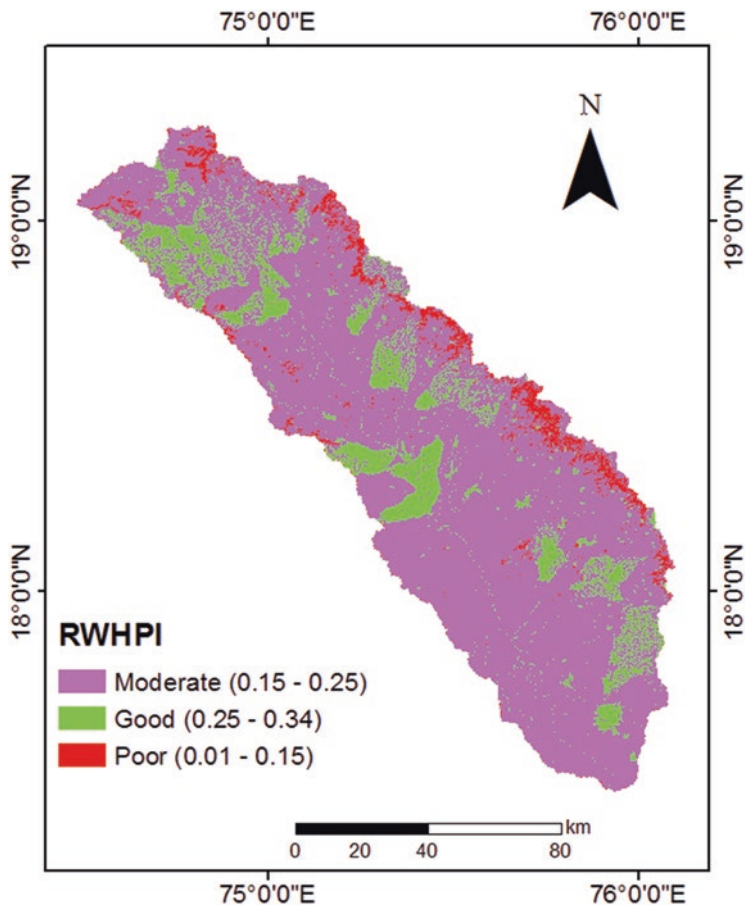 75°0'0"E 76°0'0"E
N
19°0'0"N 19°0'0"N
18°0'0"N 18°0'0"N
RWHPI
Moderate (0.15 - 0.25)
Good (0.25 - 0.34)
Poor (0.01 - 0.15)
km
0 20 40 80
75°0'0"E 76°0'0"E